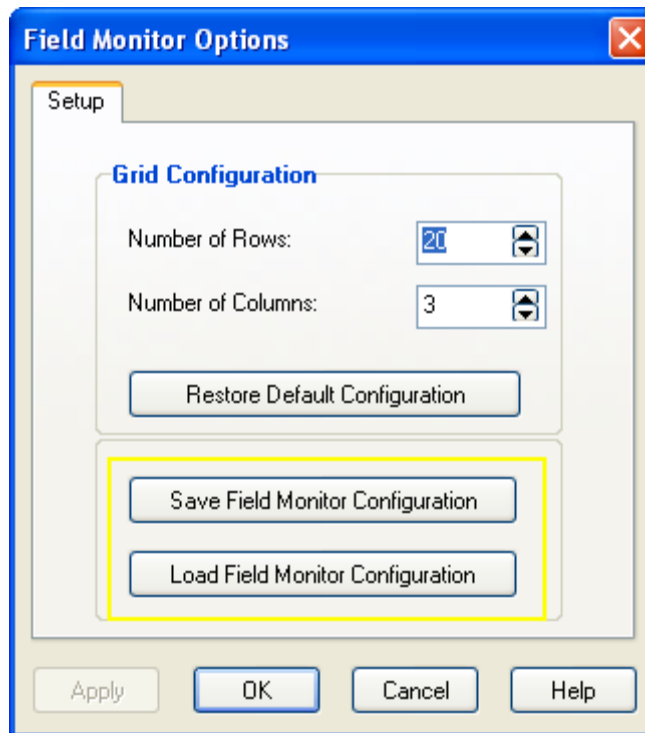 Field Monitor Options
Setup
Grid Configuration
Number of Rows: 20
Number of Columns: 3
Restore Default Configuration
Save Field Monitor Configuration
Load Field Monitor Configuration
Apply OK Cancel Help